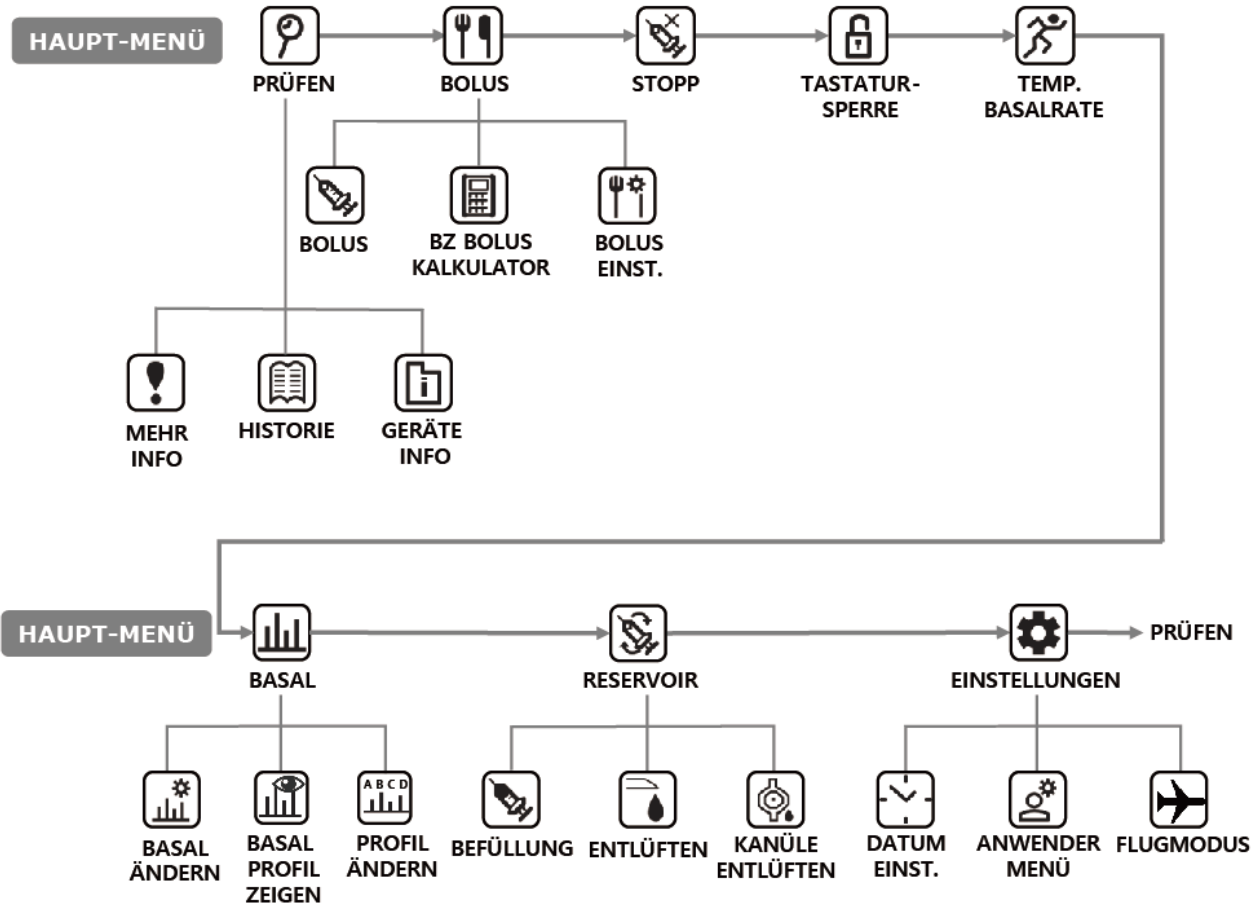 HAUPT-MENÜ
PRÜFEN
BOLUS
STOPP
TASTATUR-
SPERRE
TEMP.
BASALRATE
BOLUS
BZ BOLUS
KALKULATOR
BOLUS
EINST.
MEHR
INFO
HISTORIE
GERÄTE
INFO
HAUPT-MENÜ
BASAL
RESERVOIR
EINSTELLUNGEN
PRÜFEN
A B C D
BASAL
ÄNDERN
BASAL
PROFIL
ZEIGEN
PROFIL
ÄNDERN
BEFÜLLUNG
ENTLÜFTEN
KANÜLE
ENTLÜFTEN
DATUM
EINST.
ANWENDER
MENÜ
FLUGMODUS